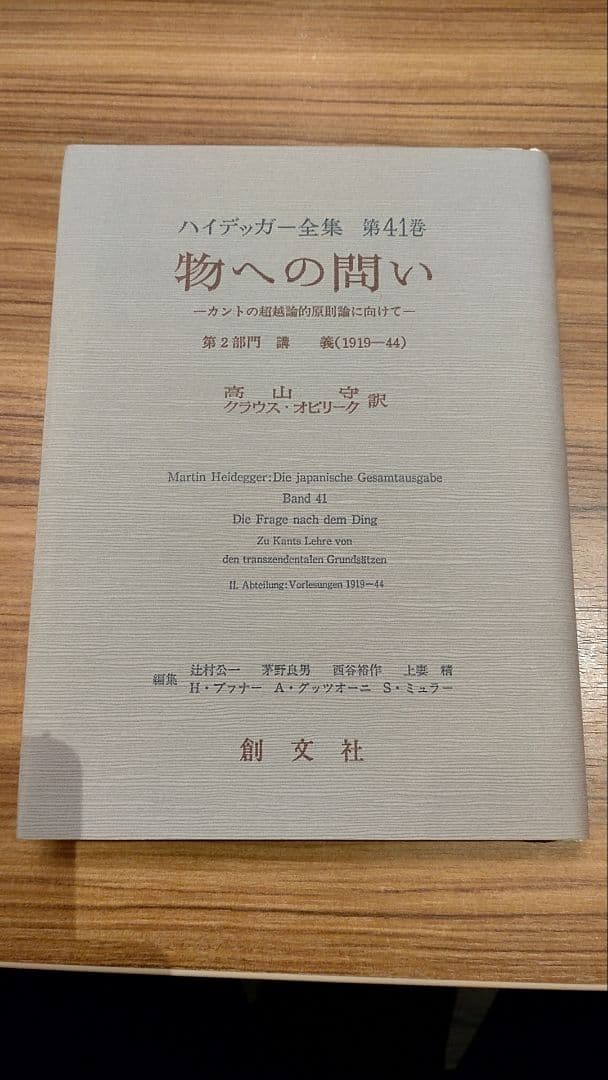 ハイデッガー全集 第41巻
物への問い
―カントの超越論的原則論に向けて―
第2部門 講 義(1919―44)
高山 守
クラウス・オピリーク 訳
Martin Heidegger: Die japanische Gesamtausgabe
Band 41
Die Frage nach dem Ding
Zu Kants Lehre von
den transzendentalen Grundsätzen
II. Abteilung: Vorlesungen 1919―44
編集 辻村公一 茅野良男 西谷裕作 上妻 精
H・ブァナー A・グッツオーニ S・ミュラー
創文社